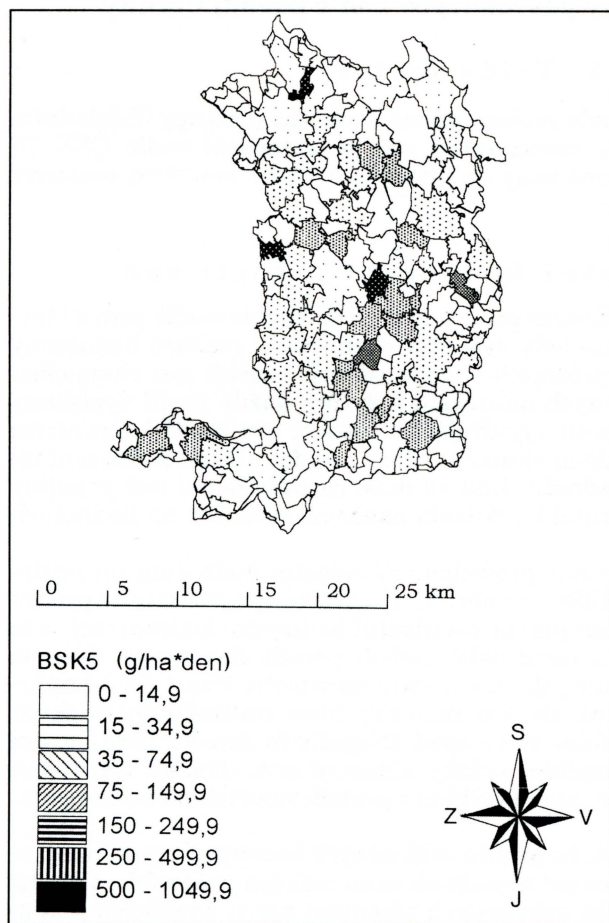 0 5 10 15 20 25 km
BSK5 (g/ha*den)
0 - 14,9
15 - 34,9
35 - 74,9
75 - 149,9
150 - 249,9
250 - 499,9
500 - 1049,9
S
Z V
J